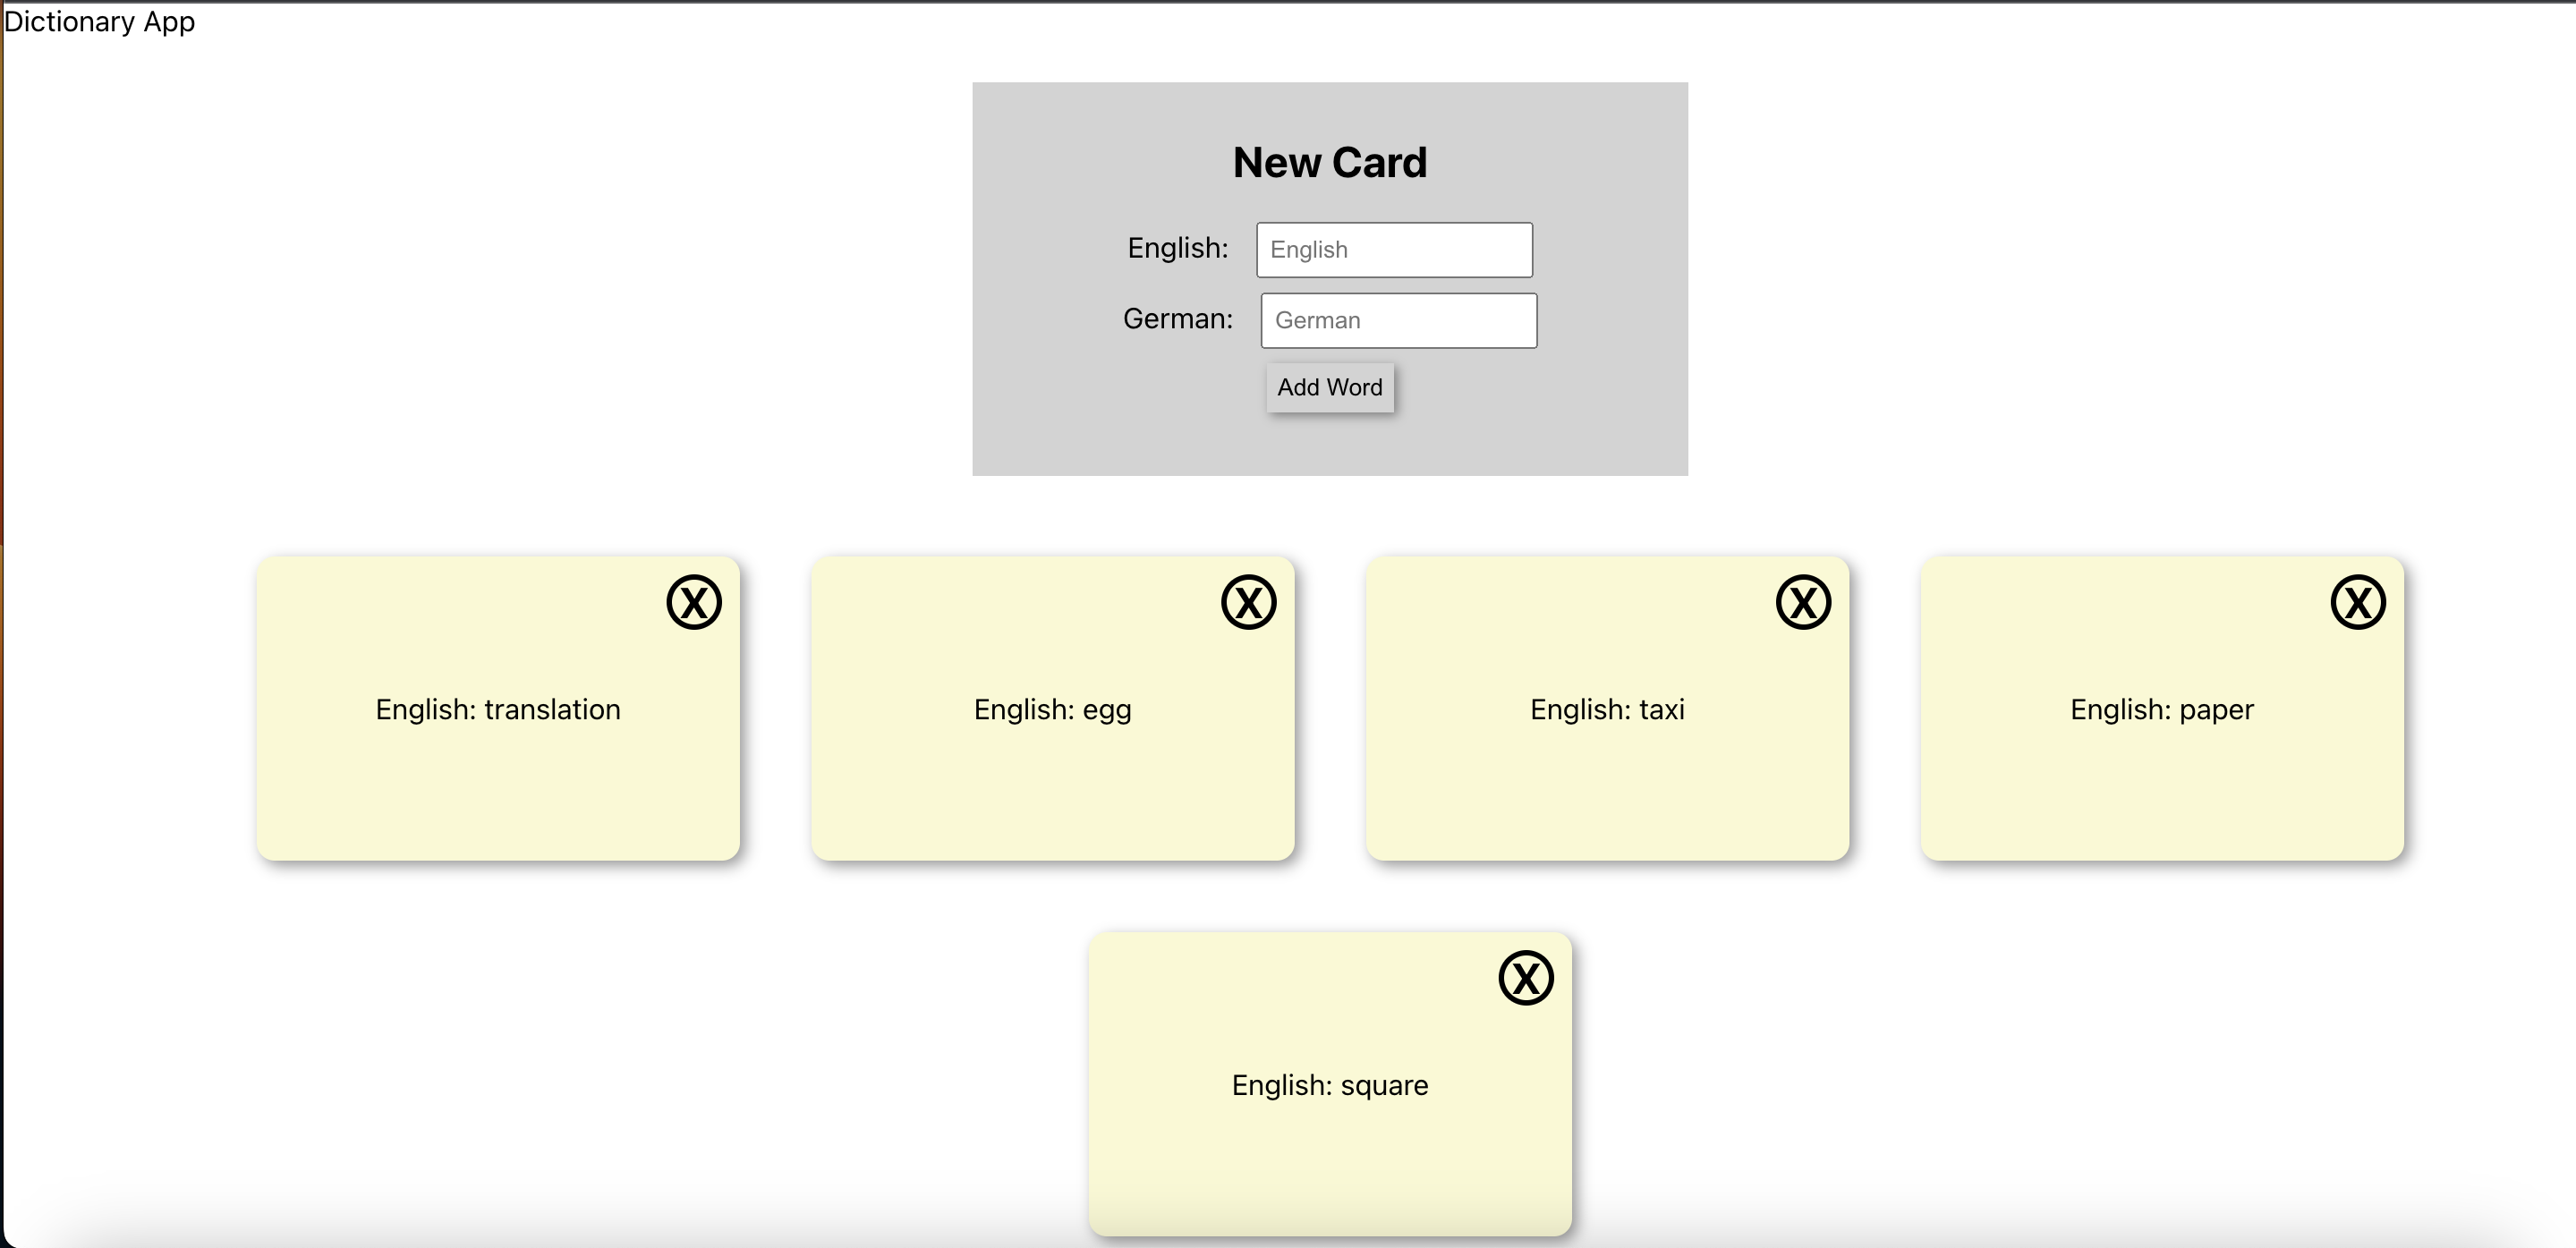 Dictionary App
New Card
English: English
German: German
Add Word
X X X X
English: translation English: egg English: taxi English: paper
X
English: square